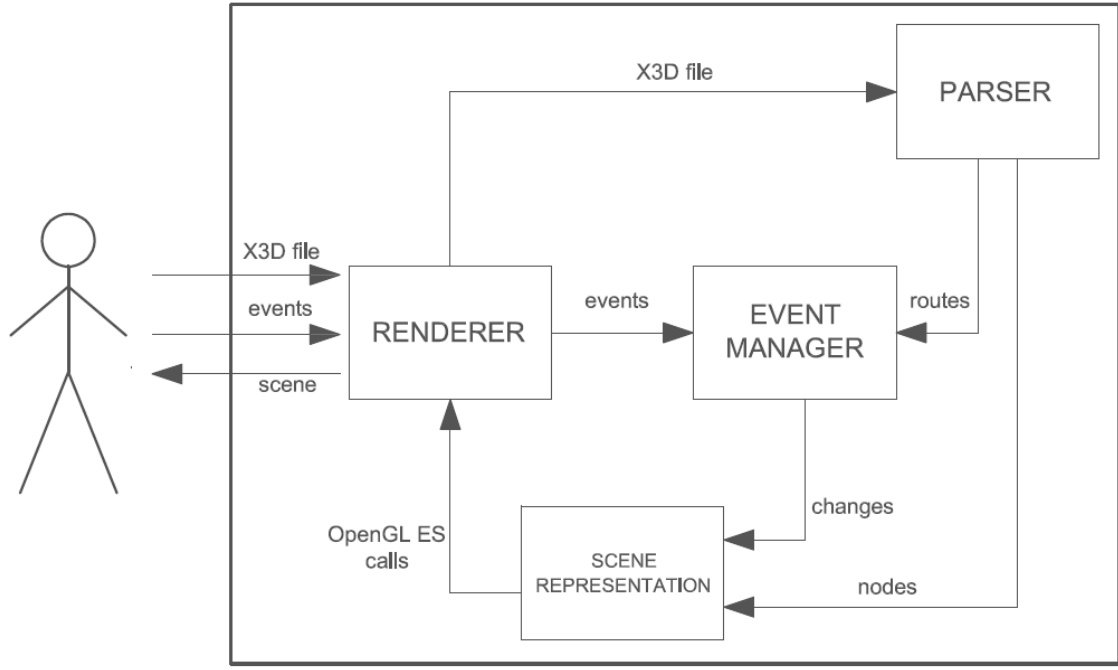 X3D file
PARSER
X3D file
events
scene
RENDERER
events
EVENT
MANAGER
routes
changes
OpenGL ES
calls
SCENE
REPRESENTATION
nodes